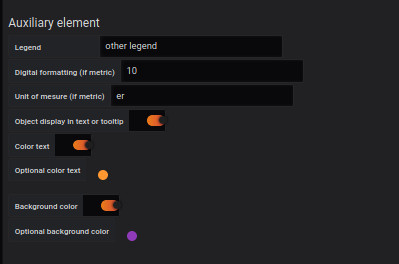 Auxiliary element
Legend other legend
Digital formatting (if metric) 10
Unit of mesure (if metric) er
Object display in text or tooltip
Color text
Optional color text
Background color
Optional background color